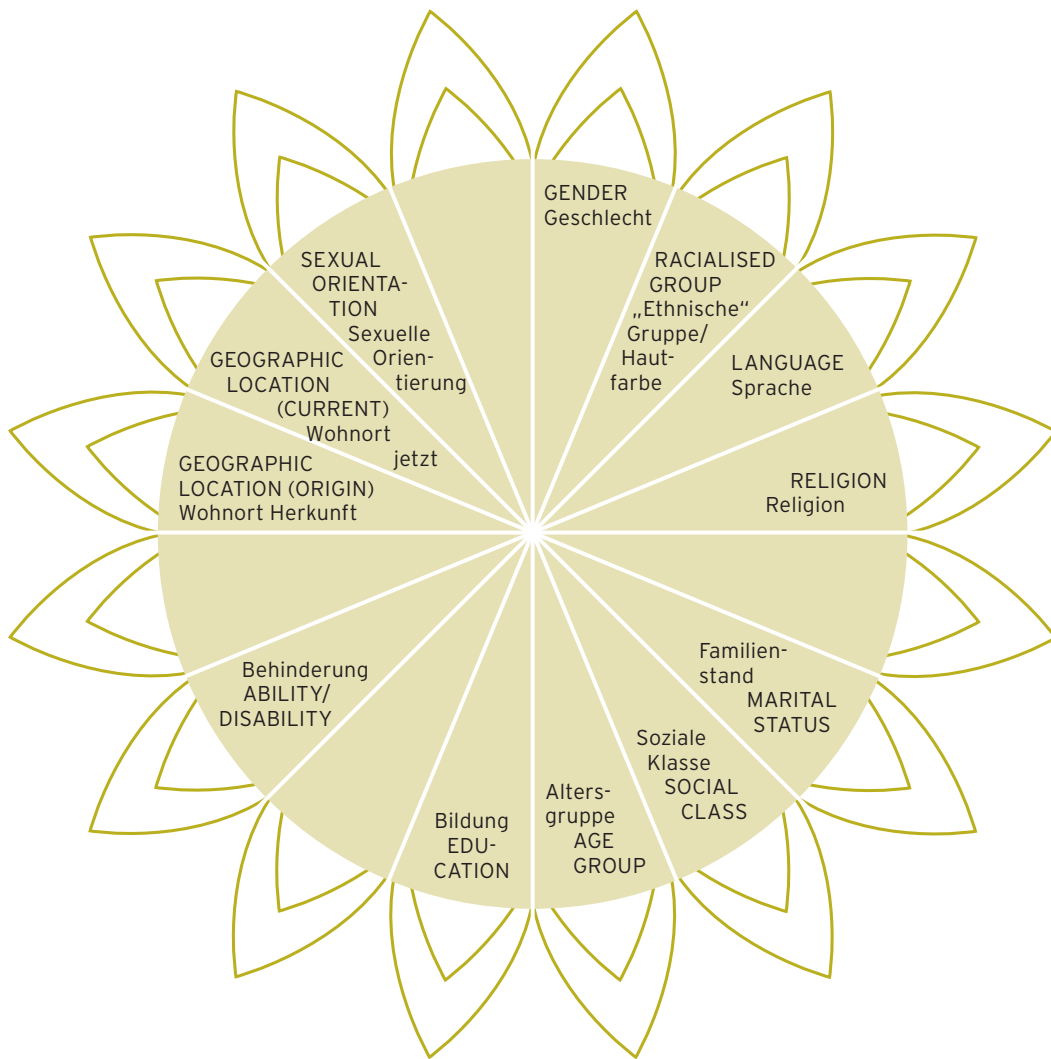 GENDER
Geschlecht
RACIALISED
GROUP
„Ethnische“
Gruppe/
Haut-
farbe
LANGUAGE
Sprache
RELIGION
Religion
Familien-
stand
MARITAL
STATUS
Soziale
Klasse
SOCIAL
CLASS
Alters-
gruppe
AGE
GROUP
Bildung
EDU-
CATION
Behinderung
ABILITY/
DISABILITY
GEOGRAPHIC
LOCATION (ORIGIN)
Wohnort Herkunft
GEOGRAPHIC
LOCATION
(CURRENT)
Wohnort
jetzt
SEXUAL
ORIENTA-
TION
Sexuelle
Orien-
tierung